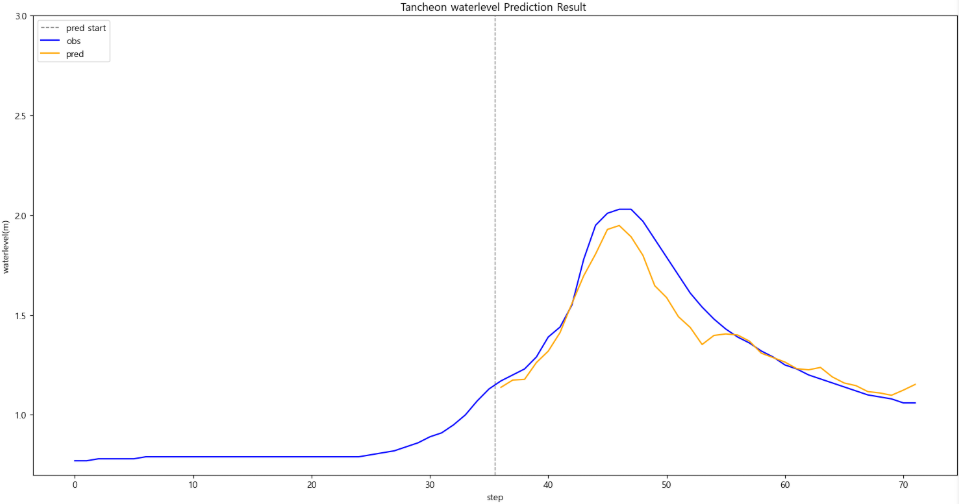 Tancheon waterlevel Prediction Result
pred start
obs
pred
waterlevel(m)
3.0
2.5
2.0
1.5
1.0
0
10
20
30
40
50
60
70
step